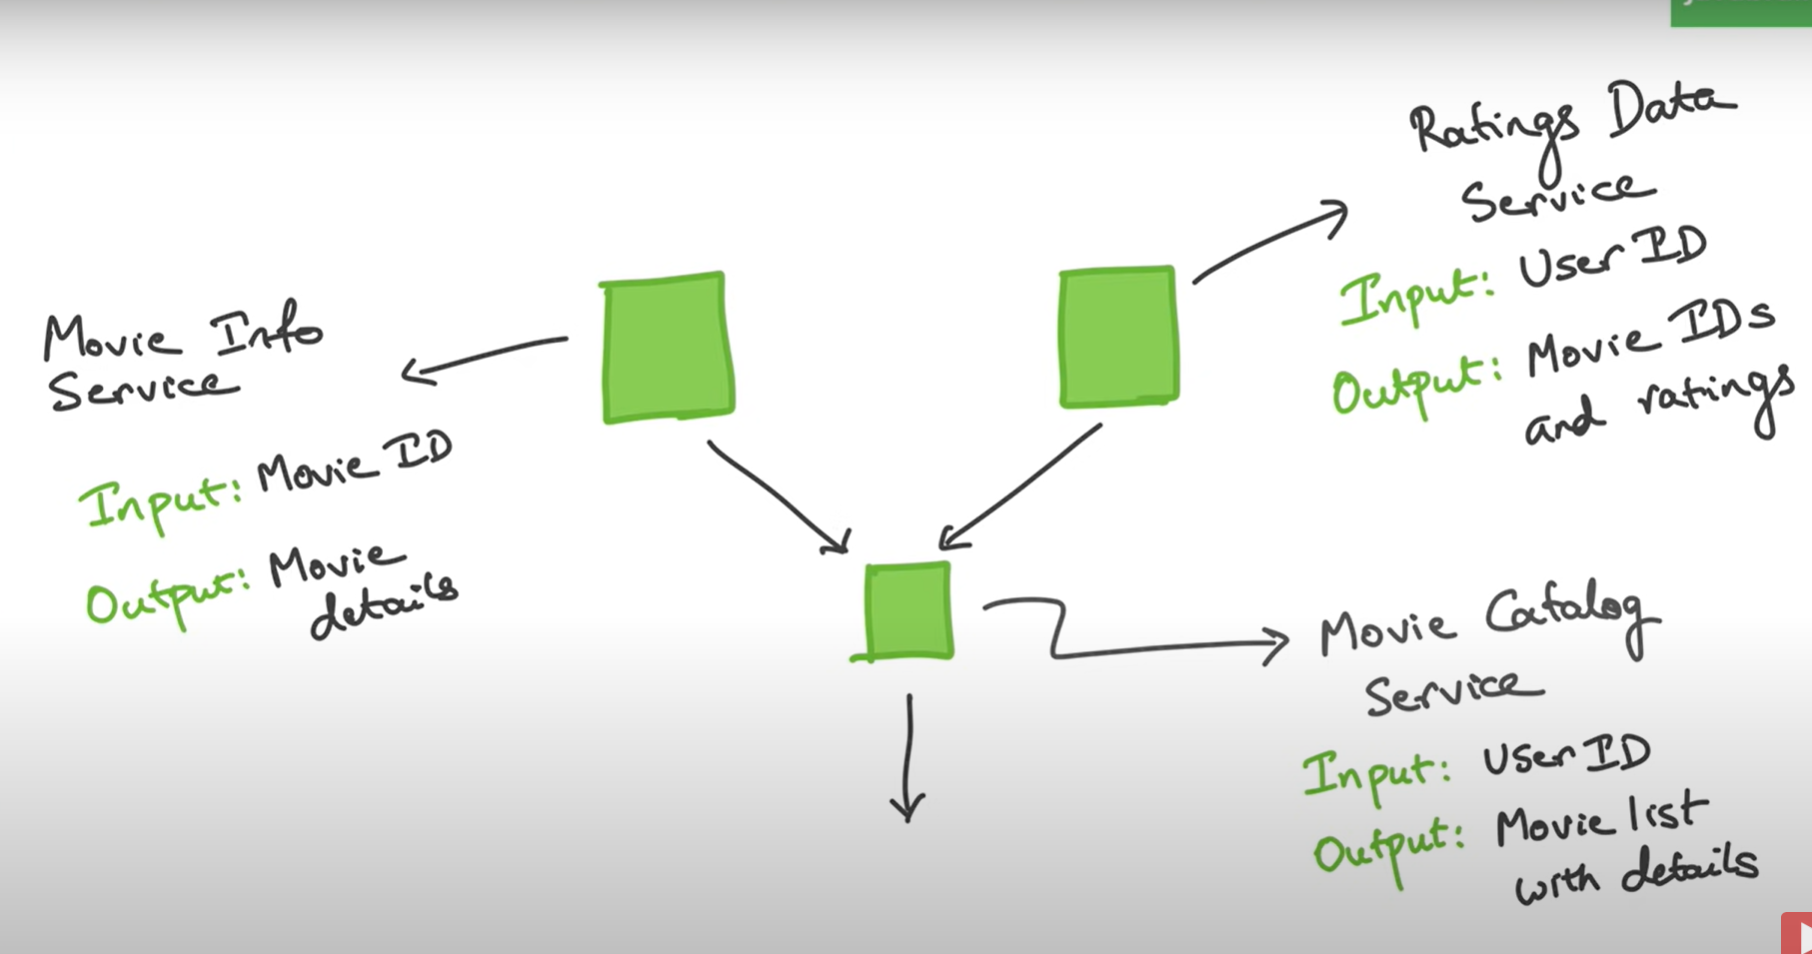 Movie Info
Service
Input: Movie ID
Output: Movie
details
Ratings Data
Service
Input: User ID
Output: Movie IDs
and ratings
Movie Catalog
Service
Input: User ID
Output: Movie list
with details